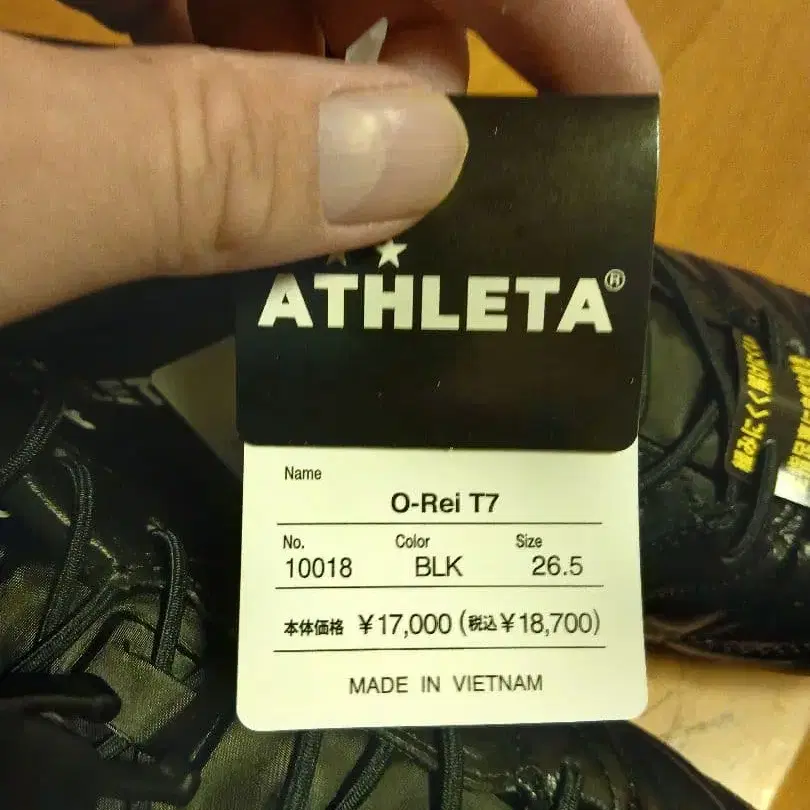 ATHLETA®
Name
O-Rei T7
No. Color Size
10018 BLK 26.5
本体価格 ¥17,000 (税込¥18,700)
MADE IN VIETNAM